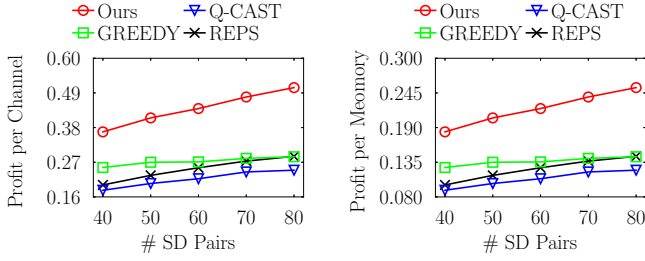 Ours Q-CAST
GREEDY REPS
Profit per Channel
0.60
0.49
0.38
0.27
0.16
40 50 60 70 80
# SD Pairs
Ours Q-CAST
GREEDY REPS
Profit per Meomory
0.300
0.245
0.190
0.135
0.080
40 50 60 70 80
# SD Pairs